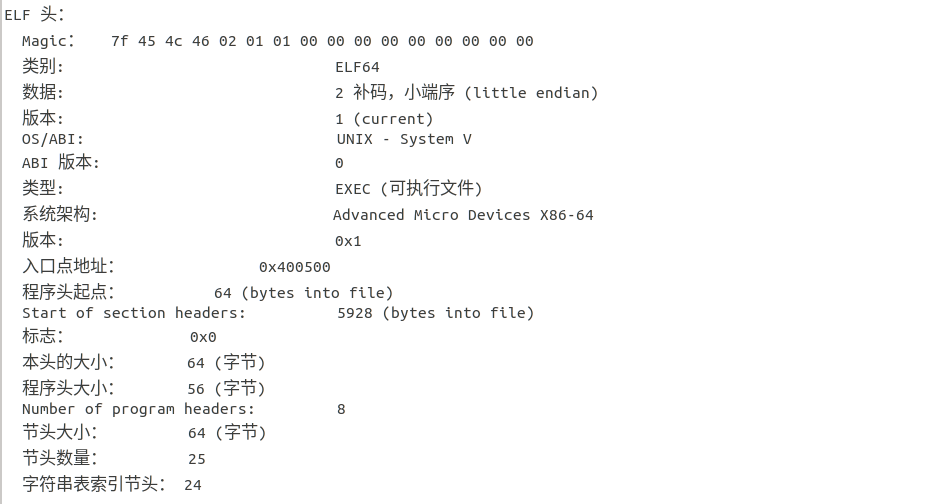 ELF 头：
Magic： 7f 45 4c 46 02 01 01 00 00 00 00 00 00 00 00 00
类别: ELF64
数据: 2 补码，小端序 (little endian)
版本: 1 (current)
OS/ABI: UNIX - System V
ABI 版本: 0
类型: EXEC (可执行文件)
系统架构: Advanced Micro Devices X86-64
版本: 0x1
入口点地址： 0x400500
程序头起点： 64 (bytes into file)
Start of section headers: 5928 (bytes into file)
标志： 0x0
本头的大小： 64 (字节)
程序头大小： 56 (字节)
Number of program headers: 8
节头大小： 64 (字节)
节头数量： 25
字符串表索引节头： 24